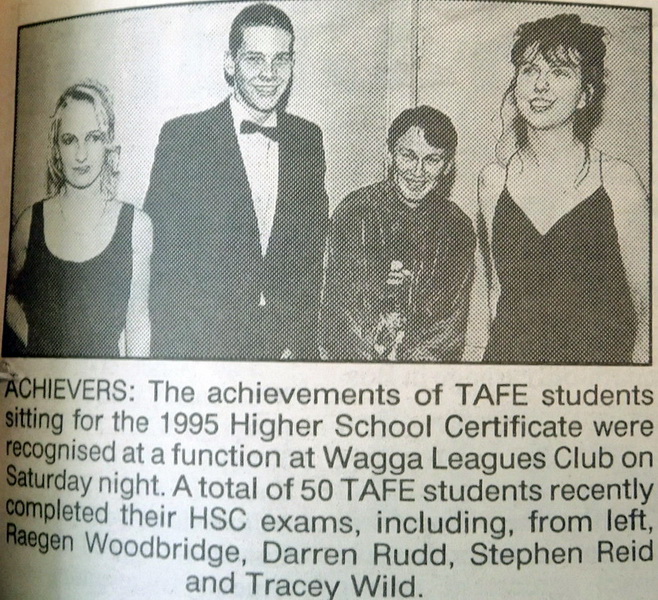 ACHIEVERS: The achievements of TAFE students
sitting for the 1995 Higher School Certificate were
recognised at a function at Wagga Leagues Club on
Saturday night. A total of 50 TAFE students recently
completed their HSC exams, including, from left,
Raegen Woodbridge, Darren Rudd, Stephen Reid
and Tracey Wild.